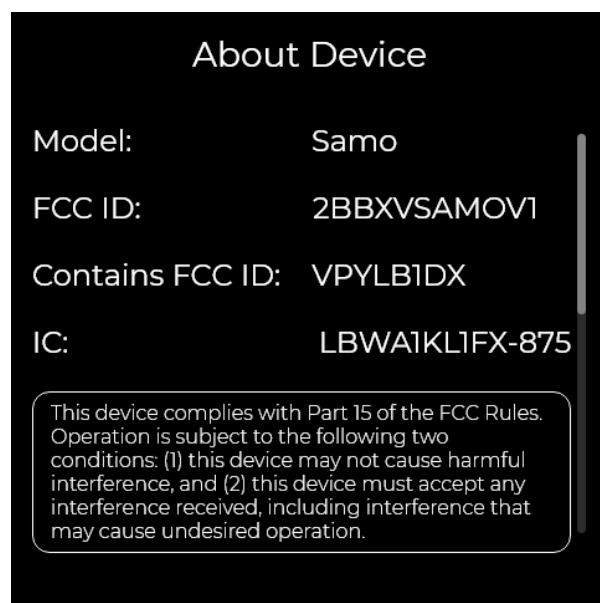 About Device
Model: Samo
FCC ID: 2BBXVSAMOV1
Contains FCC ID: VPYLB1DX
IC: LBWA1KL1FX-875
This device complies with Part 15 of the FCC Rules.
Operation is subject to the following two
conditions: (1) this device may not cause harmful
interference, and (2) this device must accept any
interference received, including interference that
may cause undesired operation.